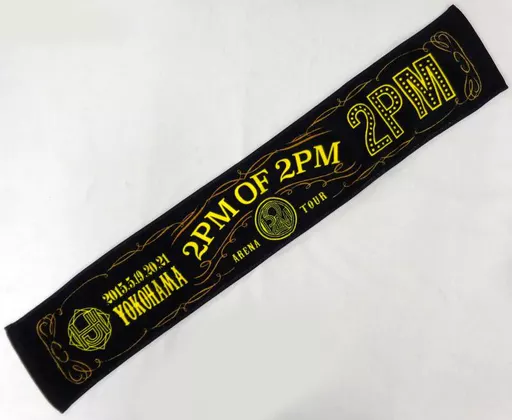 2015.5.19.20.21
YOKOHAMA
2PM OF 2PM
ARENA TOUR
2PM